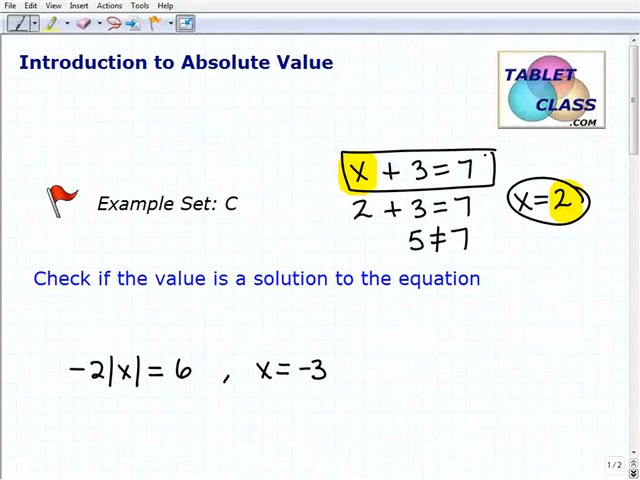 File Edit View Insert Actions Tools Help
Introduction to Absolute Value
TABLET
CLASS
.COM
x + 3 = 7
Example Set: C
2 + 3 = 7
x = 2
5 ≠ 7
Check if the value is a solution to the equation
-2|x| = 6 , x = -3
1/2